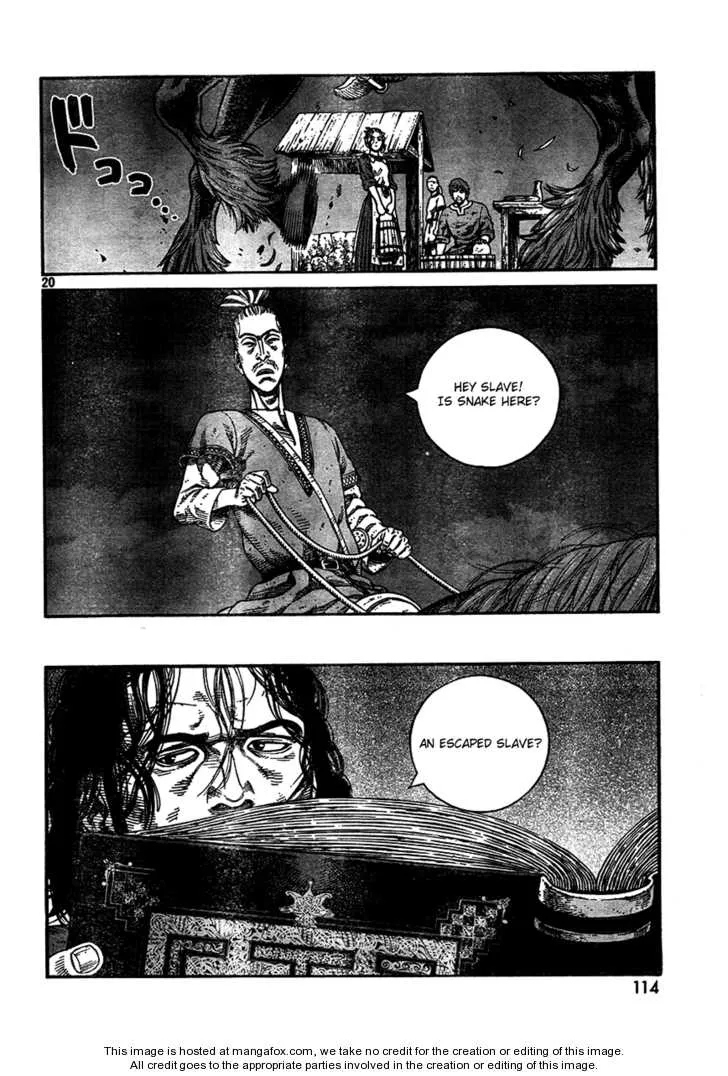 ドコココ…
20
HEY SLAVE!
IS SNAKE HERE?
AN ESCAPED SLAVE?
114
This image is hosted at mangafox.com, we take no credit for the creation or editing of this image.
All credit goes to the appropriate parties involved in the creation or editing of this image.